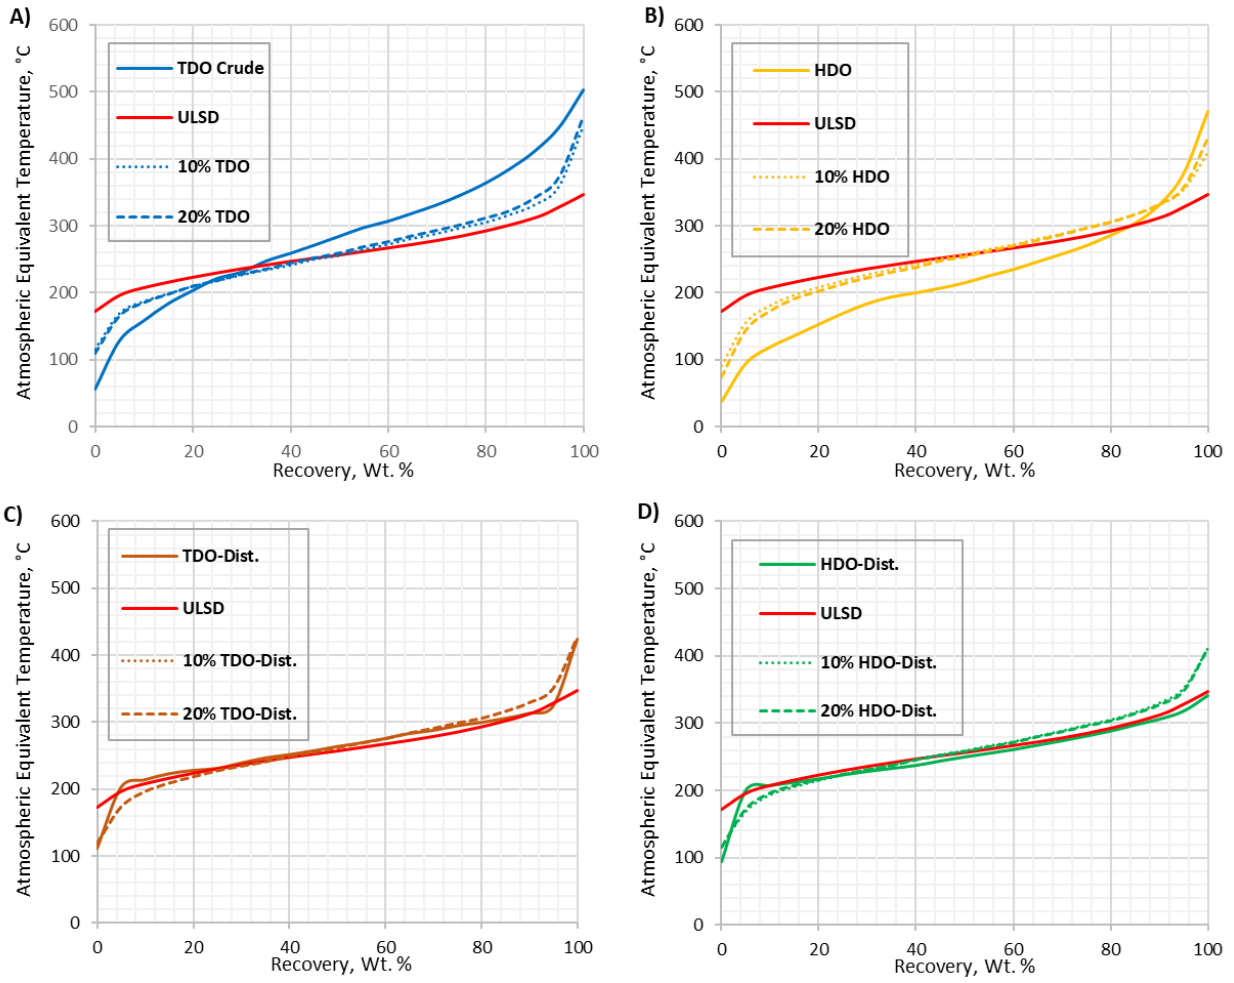 A)
Atmospheric Equivalent Temperature, °C
600
500
400
300
200
100
0
TDO Crude
ULSD
10% TDO
20% TDO
0 20 40 60 80 100
Recovery, Wt. %
B)
Atmospheric Equivalent Temperature, °C
600
500
400
300
200
100
0
HDO
ULSD
10% HDO
20% HDO
0 20 40 60 80 100
Recovery, Wt. %
C)
Atmospheric Equivalent Temperature, °C
600
500
400
300
200
100
0
TDO-Dist.
ULSD
10% TDO-Dist.
20% TDO-Dist.
0 20 40 60 80 100
Recovery, Wt. %
D)
Atmospheric Equivalent Temperature, °C
600
500
400
300
200
100
0
HDO-Dist.
ULSD
10% HDO-Dist.
20% HDO-Dist.
0 20 40 60 80 100
Recovery, Wt. %